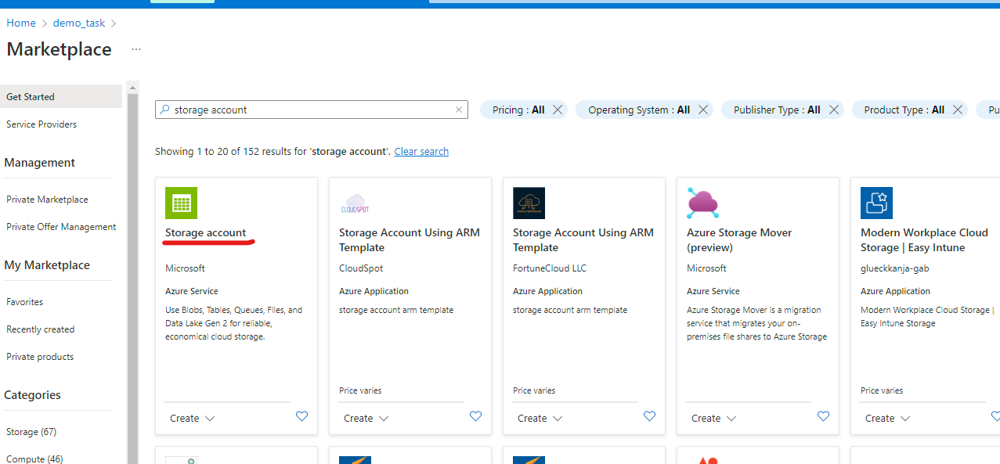 Home > demo_task >
Marketplace ...
Get Started
Service Providers
Management
Private Marketplace
Private Offer Management
My Marketplace
Favorites
Recently created
Private products
Categories
Storage (67)
Compute (46)
storage account
Pricing : All
Operating System : All
Publisher Type : All
Product Type : All
Pu
Showing 1 to 20 of 152 results for 'storage account'. Clear search
Storage account
Microsoft
Azure Service
Use Blobs, Tables, Queues, Files, and
Data Lake Gen 2 for reliable,
economical cloud storage.
Create
CLOUDSPOT
Storage Account Using ARM
Template
CloudSpot
Azure Application
storage account arm template
Price varies
Create
FortuneCloud
Storage Account Using ARM
Template
FortuneCloud LLC
Azure Application
storage account arm template
Price varies
Create
Azure Storage Mover
(preview)
Microsoft
Azure Service
Azure Storage Mover is a migration
service that migrates your on-
premises file shares to Azure Storage
Create
Modern Workplace Cloud
Storage | Easy Intune
glueckkanja-gab
Azure Application
Modern Workplace Cloud Storage |
Easy Intune Storage
Price varies
Create